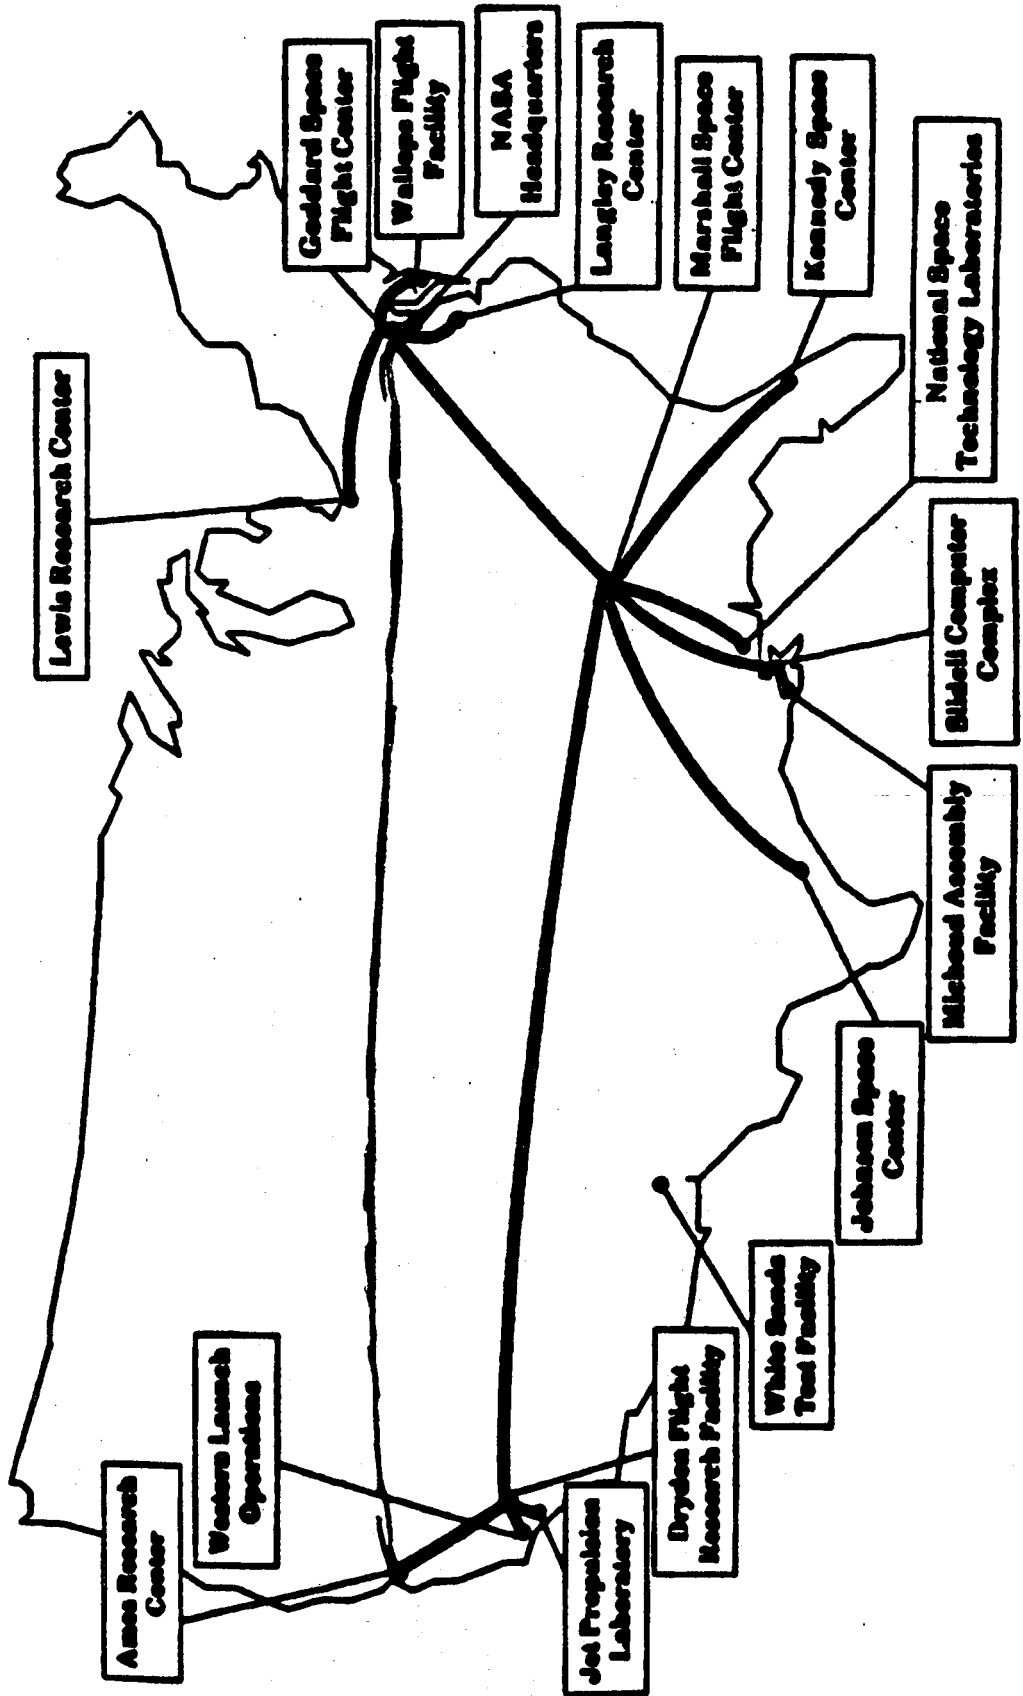 Lewis Research Center
Goddard Space
Flight Center
Wallops Flight
Facility
NASA
Headquarters
Langley Research
Center
Marshall Space
Flight Center
Kennedy Space
Center
National Space
Technology Laboratories
Slidell Computer
Complex
Michoud Assembly
Facility
Johnson Space
Center
White Sands
Test Facility
Dryden Flight
Research Facility
Jet Propulsion
Laboratory
Western Launch
Operations
Ames Research
Center